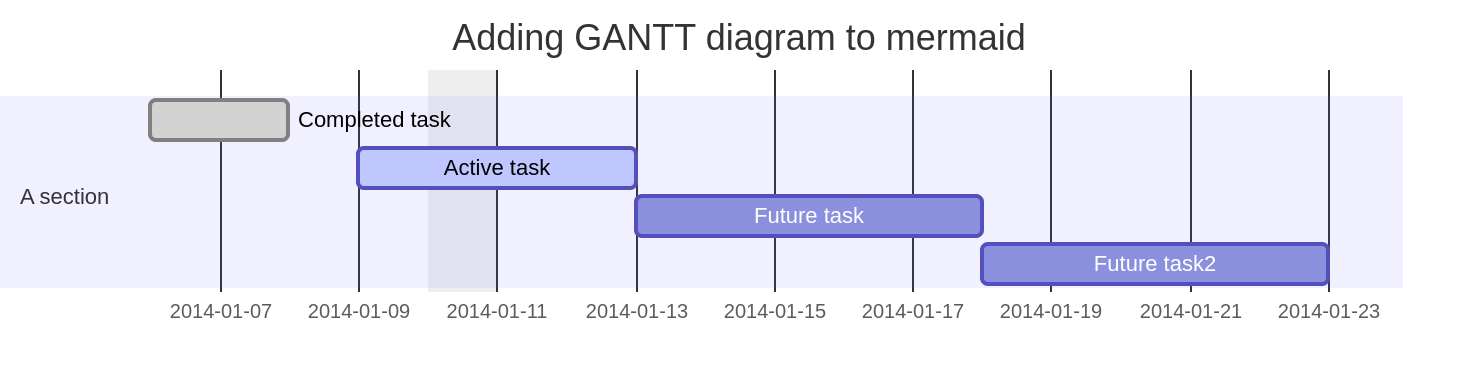 Adding GANTT diagram to mermaid
Completed task
Active task
A section
Future task
Future task2
2014-01-07 2014-01-09 2014-01-11 2014-01-13 2014-01-15 2014-01-17 2014-01-19 2014-01-21 2014-01-23